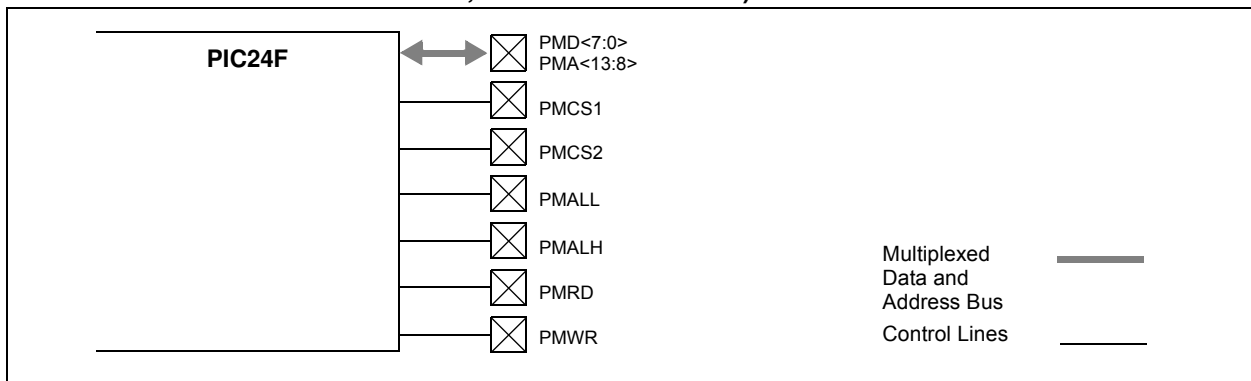 PIC24F
PMD<7:0>
PMA<13:8>
PMCS1
PMCS2
PMALL
PMALH
PMRD
PMWR
Multiplexed
Data and
Address Bus
Control Lines